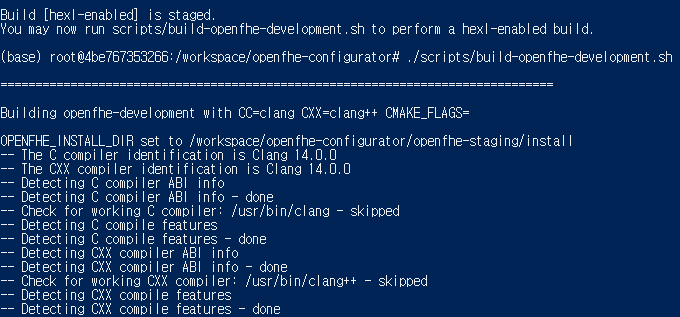 Build [hexl-enabled] is staged.
You may now run scripts/build-openfhe-development.sh to perform a hexl-enabled build.
(base) root@4be767353266:/workspace/openfhe-configurator# ./scripts/build-openfhe-development.sh
===============================================================================
Building openfhe-development with CC=clang CXX=clang++ CMAKE_FLAGS=
OPENFHE_INSTALL_DIR set to /workspace/openfhe-configurator/openfhe-staging/install
-- The C compiler identification is Clang 14.0.0
-- The CXX compiler identification is Clang 14.0.0
-- Detecting C compiler ABI info
-- Detecting C compiler ABI info - done
-- Check for working C compiler: /usr/bin/clang - skipped
-- Detecting C compile features
-- Detecting C compile features - done
-- Detecting CXX compiler ABI info
-- Detecting CXX compiler ABI info - done
-- Check for working CXX compiler: /usr/bin/clang++ - skipped
-- Detecting CXX compile features
-- Detecting CXX compile features - done